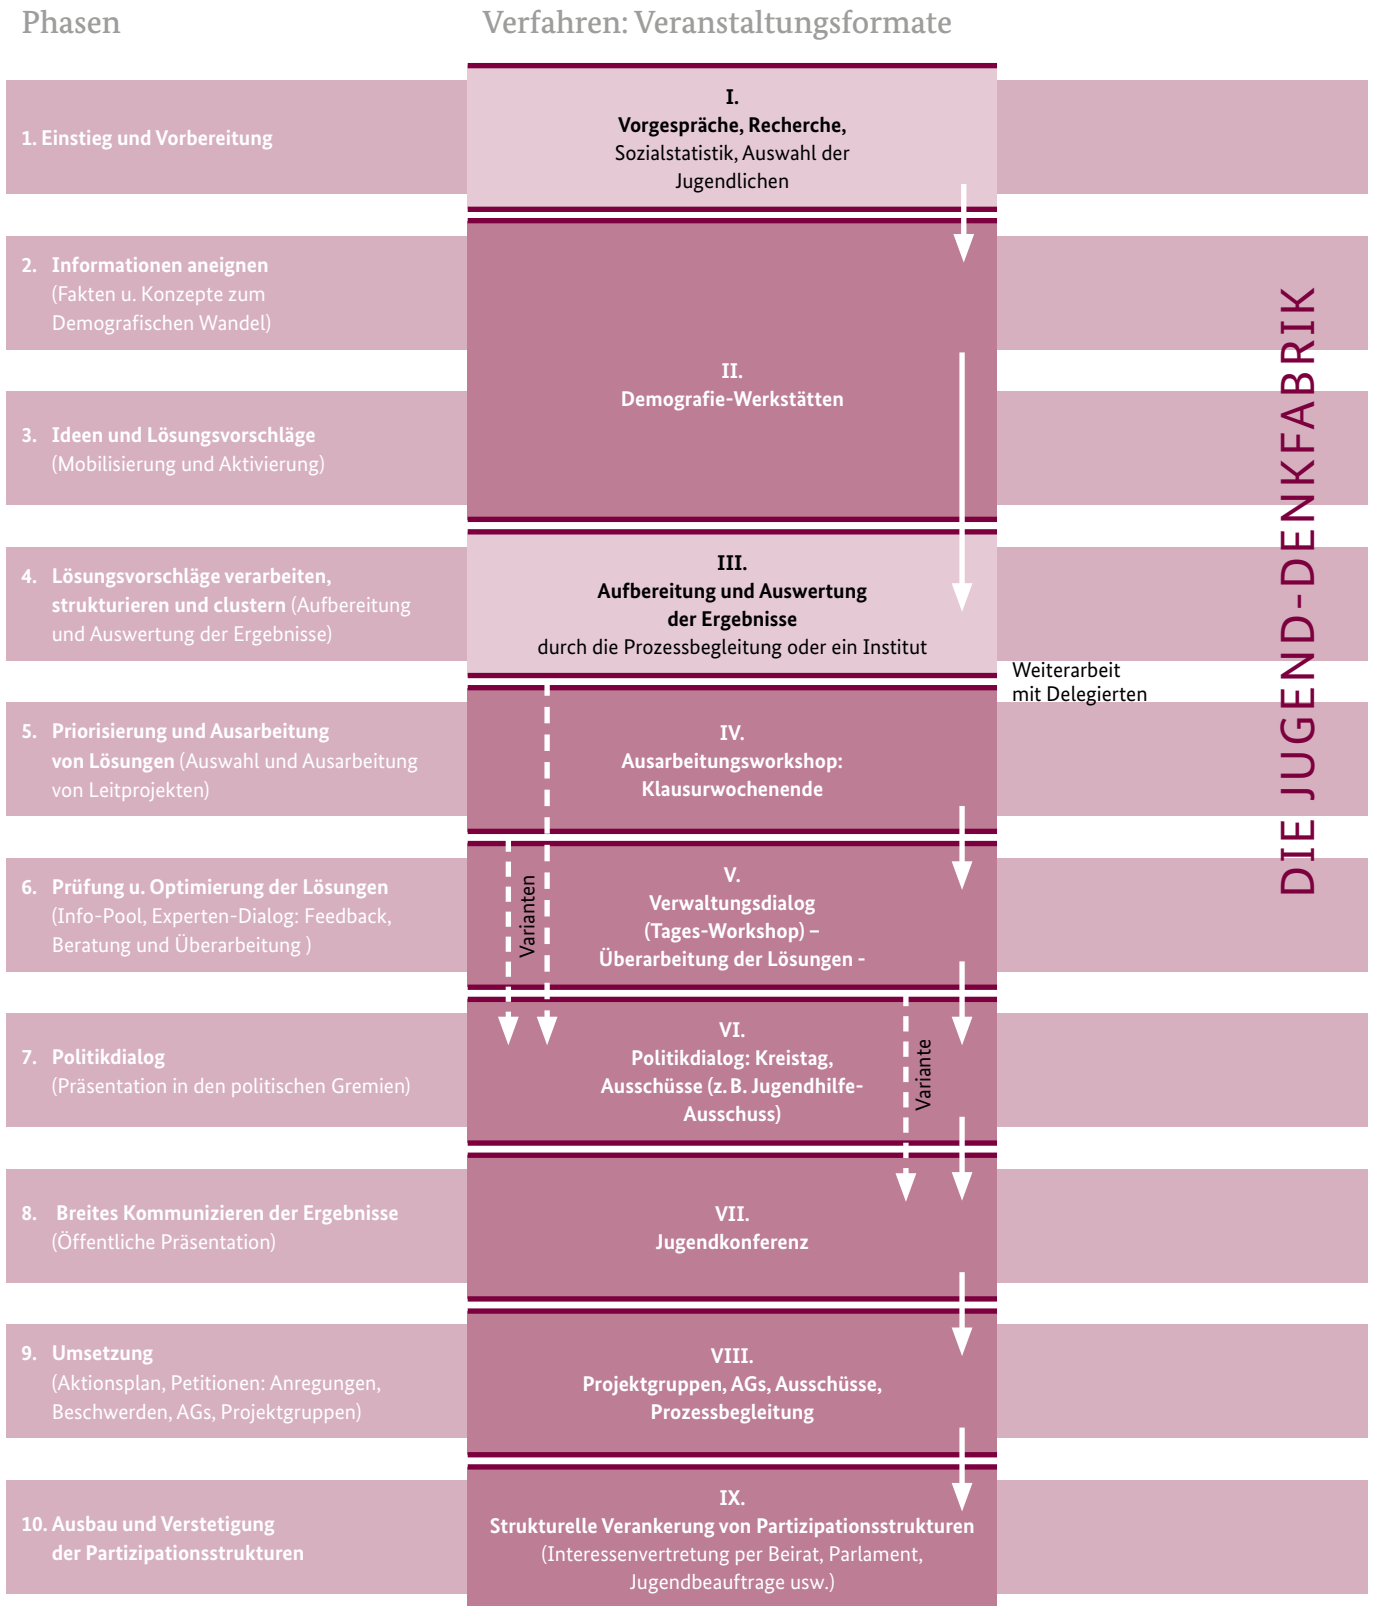 Phasen
Verfahren: Veranstaltungsformate
1. Einstieg und Vorbereitung
I.
Vorgespräche, Recherche,
Sozialstatistik, Auswahl der
Jugendlichen
2. Informationen aneignen
(Fakten u. Konzepte zum
Demografischen Wandel)
II.
Demografie-Werkstätten
3. Ideen und Lösungsvorschläge
(Mobilisierung und Aktivierung)
4. Lösungsvorschläge verarbeiten,
strukturieren und clustern (Aufbereitung
und Auswertung der Ergebnisse)
III.
Aufbereitung und Auswertung
der Ergebnisse
durch die Prozessbegleitung oder ein Institut
Weiterarbeit
mit Delegierten
5. Priorisierung und Ausarbeitung
von Lösungen (Auswahl und Ausarbeitung
von Leitprojekten)
IV.
Ausarbeitungsworkshop:
Klausurwochenende
6. Prüfung u. Optimierung der Lösungen
(Info-Pool, Experten-Dialog: Feedback,
Beratung und Überarbeitung )
Varianten
V.
Verwaltungsdialog
(Tages-Workshop) –
Überarbeitung der Lösungen -
7. Politikdialog
(Präsentation in den politischen Gremien)
VI.
Politikdialog: Kreistag,
Ausschüsse (z. B. Jugendhilfe-
Ausschuss)
Variante
8. Breites Kommunizieren der Ergebnisse
(Öffentliche Präsentation)
VII.
Jugendkonferenz
9. Umsetzung
(Aktionsplan, Petitionen: Anregungen,
Beschwerden, AGs, Projektgruppen)
VIII.
Projektgruppen, AGs, Ausschüsse,
Prozessbegleitung
10. Ausbau und Verstetigung
der Partizipationsstrukturen
IX.
Strukturelle Verankerung von Partizipationsstrukturen
(Interessenvertretung per Beirat, Parlament,
Jugendbeauftrage usw.)
DIE JUGEND-DENKFABRIK